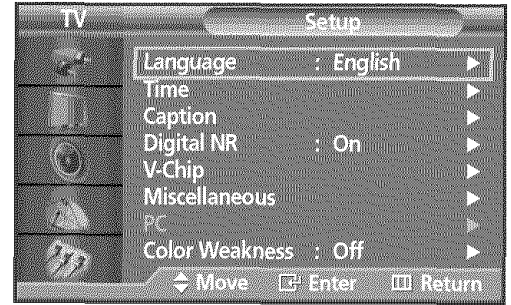 TV Setup
Language : English
Time
Caption
Digital NR : On
V-Chip
Miscellaneous
PC
Color Weakness : Off
Move Enter Return